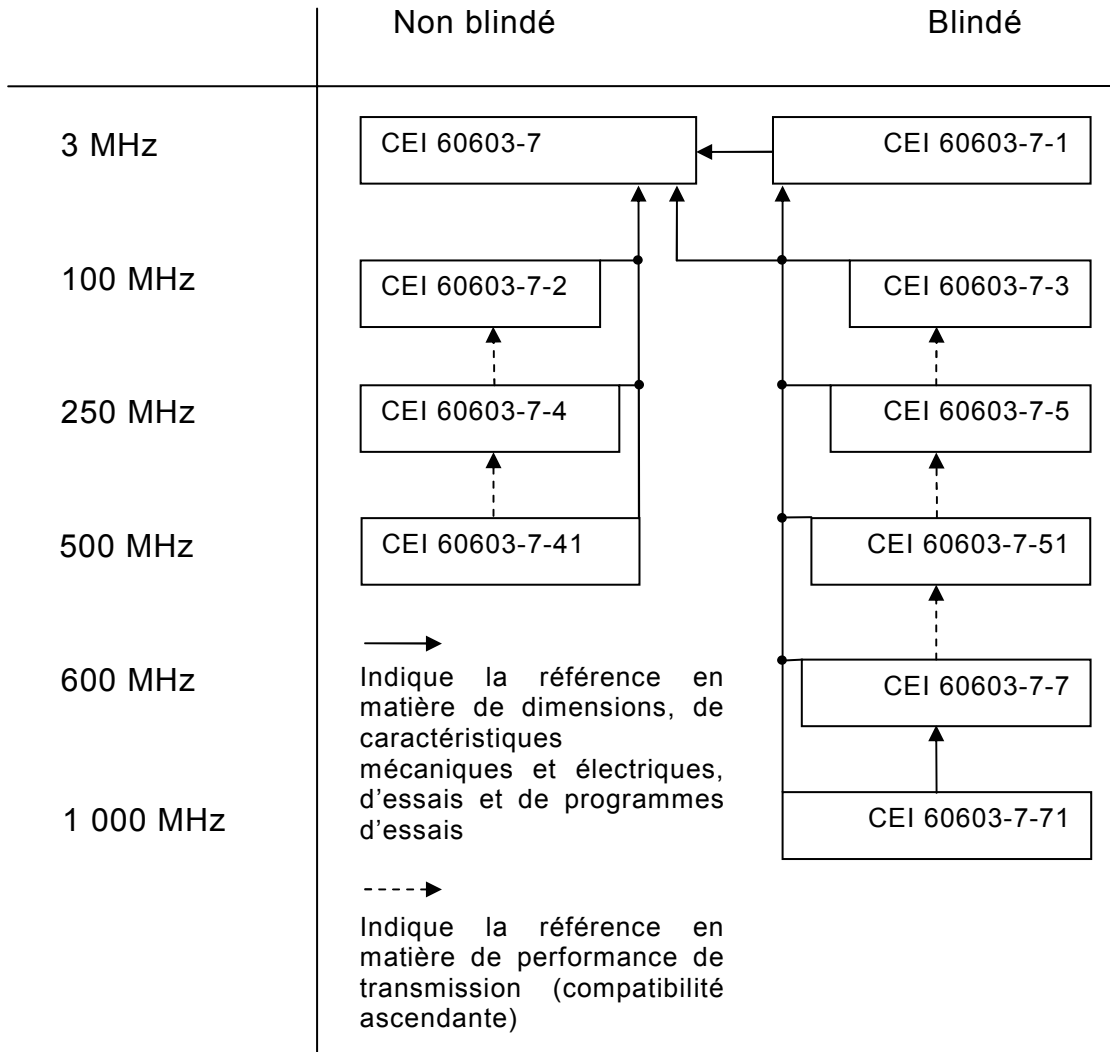 Non blindé Blindé
3 MHz CEI 60603-7 CEI 60603-7-1
100 MHz CEI 60603-7-2 CEI 60603-7-3
250 MHz CEI 60603-7-4 CEI 60603-7-5
500 MHz CEI 60603-7-41 CEI 60603-7-51
600 MHz CEI 60603-7-7
1 000 MHz CEI 60603-7-71
Indique la référence en
matière de dimensions, de
caractéristiques
mécaniques et électriques,
d’essais et de programmes
d’essais
Indique la référence en
matière de performance de
transmission (compatibilité
ascendante)